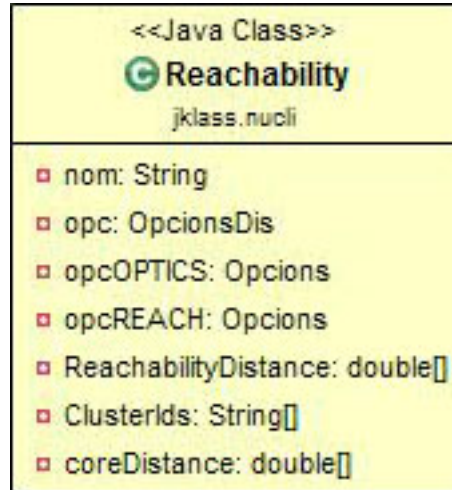 <<Java Class>>
C Reachability
jklass.nucli
nom: String
opc: OpcionsDis
opcOPTICS: Opcions
opcREACH: Opcions
ReachabilityDistance: double[]
ClusterIds: String[]
coreDistance: double[]